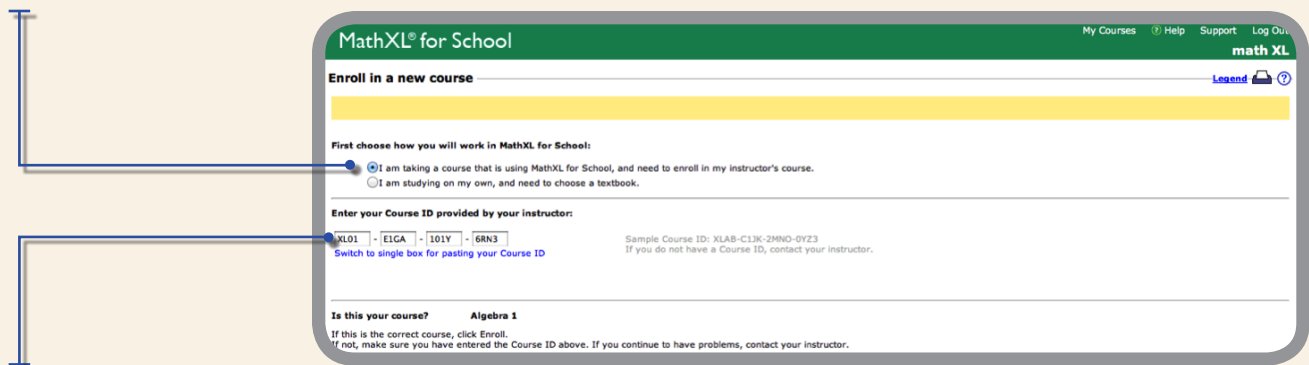 My Courses ? Help Support Log Out
MathXL® for School
math XL
Enroll in a new course
Legend ?
First choose how you will work in MathXL for School:
I am taking a course that is using MathXL for School, and need to enroll in my instructor's course.
I am studying on my own, and need to choose a textbook.
Enter your Course ID provided by your instructor:
XL01 - E1GA - 101Y - 6RN3
Sample Course ID: XLAB-C1JK-2MNO-0YZ3
Switch to single box for pasting your Course ID
If you do not have a Course ID, contact your instructor.
Is this your course? Algebra 1
If this is the correct course, click Enroll.
If not, make sure you have entered the Course ID above. If you continue to have problems, contact your instructor.